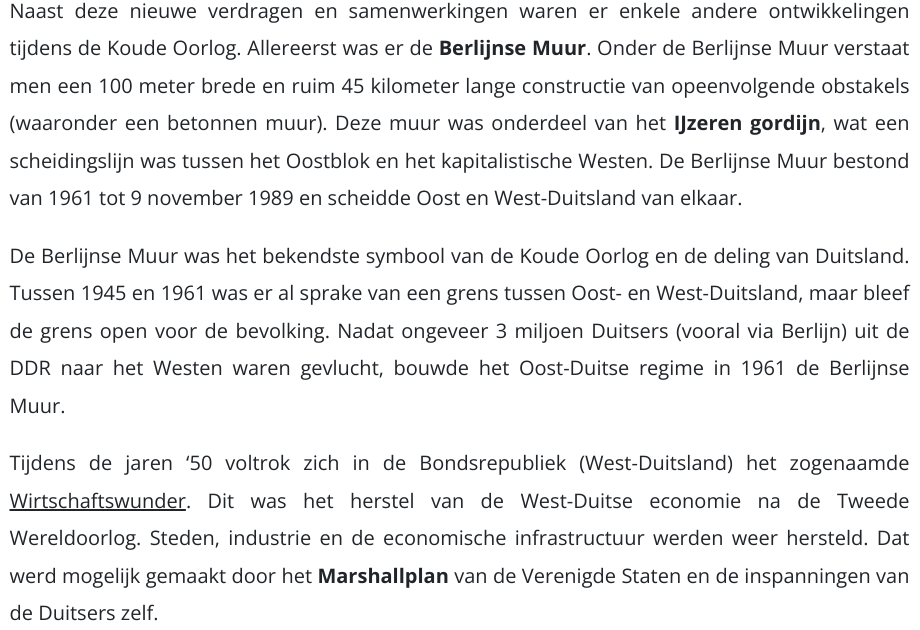 Naast deze nieuwe verdragen en samenwerkingen waren er enkele andere ontwikkelingen
tijdens de Koude Oorlog. Allereerst was er de Berlijnse Muur. Onder de Berlijnse Muur verstaat
men een 100 meter brede en ruim 45 kilometer lange constructie van opeenvolgende obstakels
(waaronder een betonnen muur). Deze muur was onderdeel van het IJzeren gordijn, wat een
scheidingslijn was tussen het Oostblok en het kapitalistische Westen. De Berlijnse Muur bestond
van 1961 tot 9 november 1989 en scheidde Oost en West-Duitsland van elkaar.
De Berlijnse Muur was het bekendste symbool van de Koude Oorlog en de deling van Duitsland.
Tussen 1945 en 1961 was er al sprake van een grens tussen Oost- en West-Duitsland, maar bleef
de grens open voor de bevolking. Nadat ongeveer 3 miljoen Duitsers (vooral via Berlijn) uit de
DDR naar het Westen waren gevlucht, bouwde het Oost-Duitse regime in 1961 de Berlijnse
Muur.
Tijdens de jaren ‘50 voltrok zich in de Bondsrepubliek (West-Duitsland) het zogenaamde
Wirtschaftswunder. Dit was het herstel van de West-Duitse economie na de Tweede
Wereldoorlog. Steden, industrie en de economische infrastructuur werden weer hersteld. Dat
werd mogelijk gemaakt door het Marshallplan van de Verenigde Staten en de inspanningen van
de Duitsers zelf.